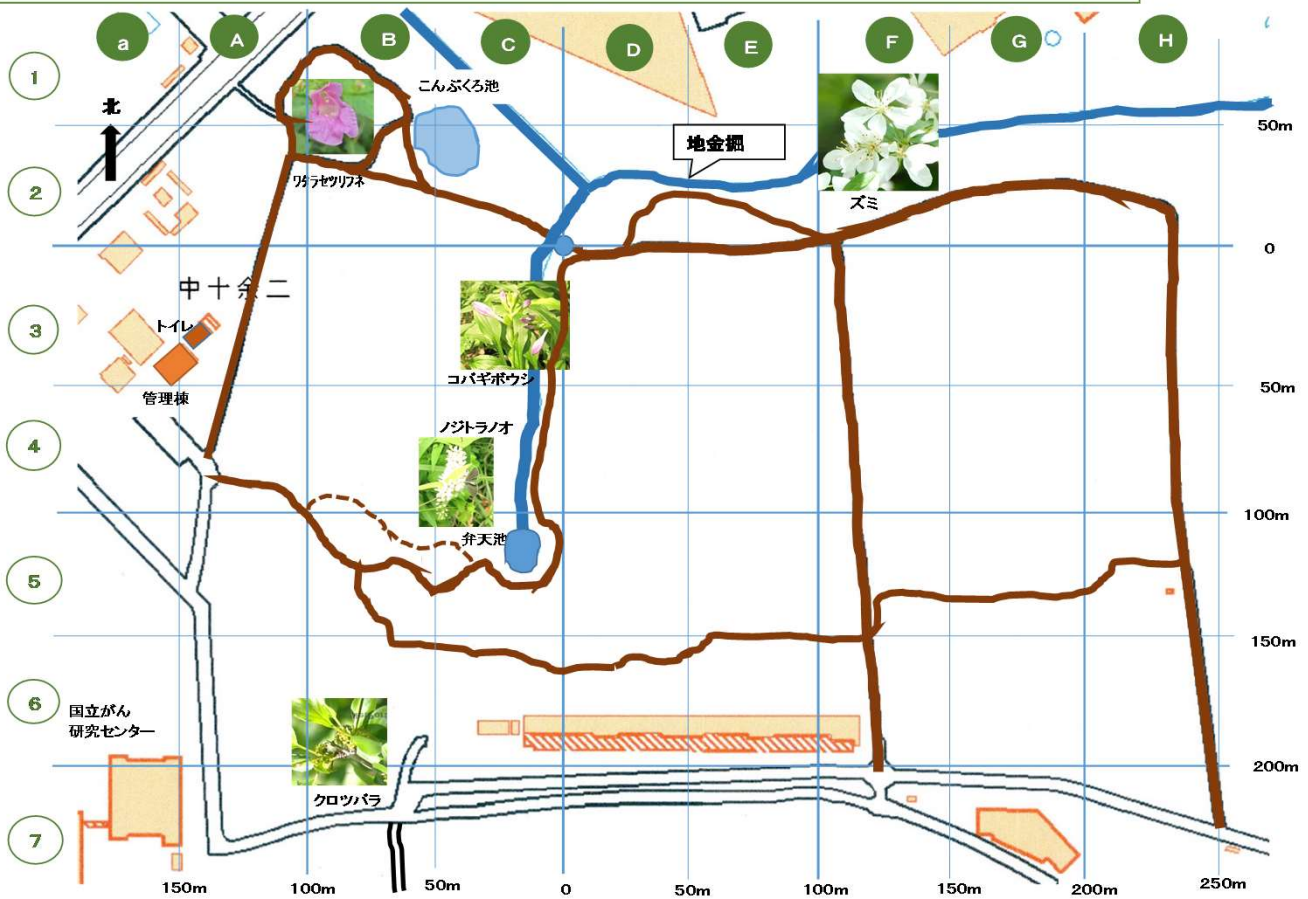 a
A
B
C
D
E
F
G
H
1
北
こんぶくろ池
50m
地金堀
2
ワタラセツリフネ
ズミ
0
中十余二
3
トイレ
コバギボウシ
50m
管理棟
4
ノジトラノオ
100m
弁天池
5
150m
6
国立がん
研究センター
200m
クロツバラ
7
150m
100m
50m
0
50m
100m
150m
200m
250m